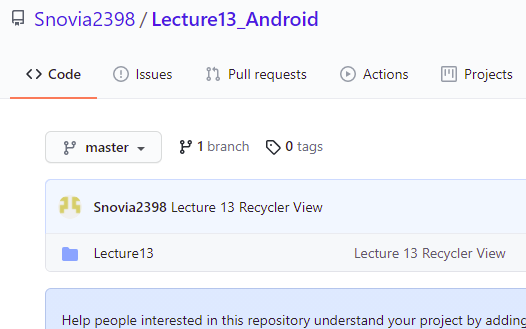 Snovia2398 / Lecture13_Android
Code Issues Pull requests Actions Projects
master 1 branch 0 tags
Snovia2398 Lecture 13 Recycler View
Lecture13 Lecture 13 Recycler View
Help people interested in this repository understand your project by adding